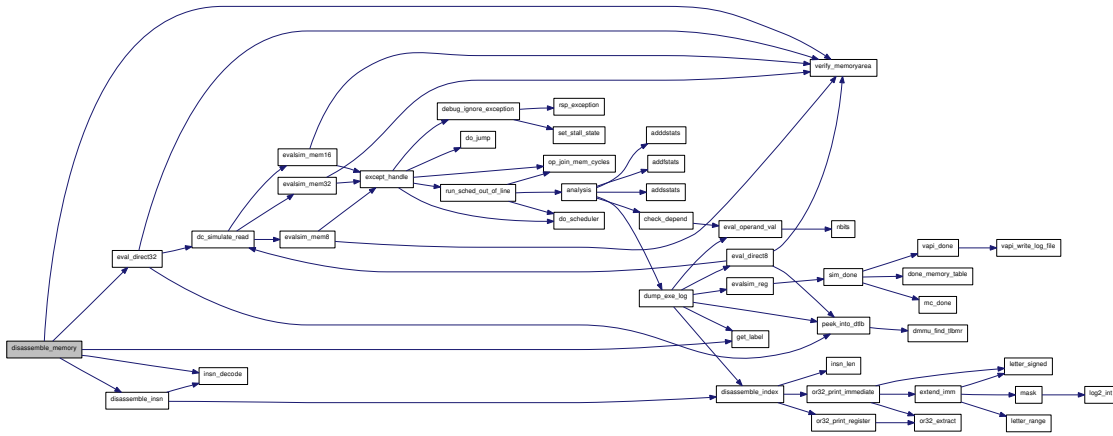 verify_memoryarea
debug_ignore_exception
rsp_exception
set_stall_state
do_jump
adddstats
evalsim_mem16
op_join_mem_cycles
addfstats
except_handle
evalsim_mem32
run_sched_out_of_line
analysis
addsstats
do_scheduler
check_depend
eval_operand_val
nbits
dc_simulate_read
evalsim_mem8
vapi_done
vapi_write_log_file
eval_direct32
eval_direct8
sim_done
done_memory_table
evalsim_reg
dump_exe_log
mc_done
peek_into_dtlb
dmmu_find_tlbmr
get_label
disassemble_memory
insn_decode
insn_len
letter_signed
disassemble_insn
disassemble_index
or32_print_immediate
extend_imm
mask
log2_int
or32_print_register
or32_extract
letter_range